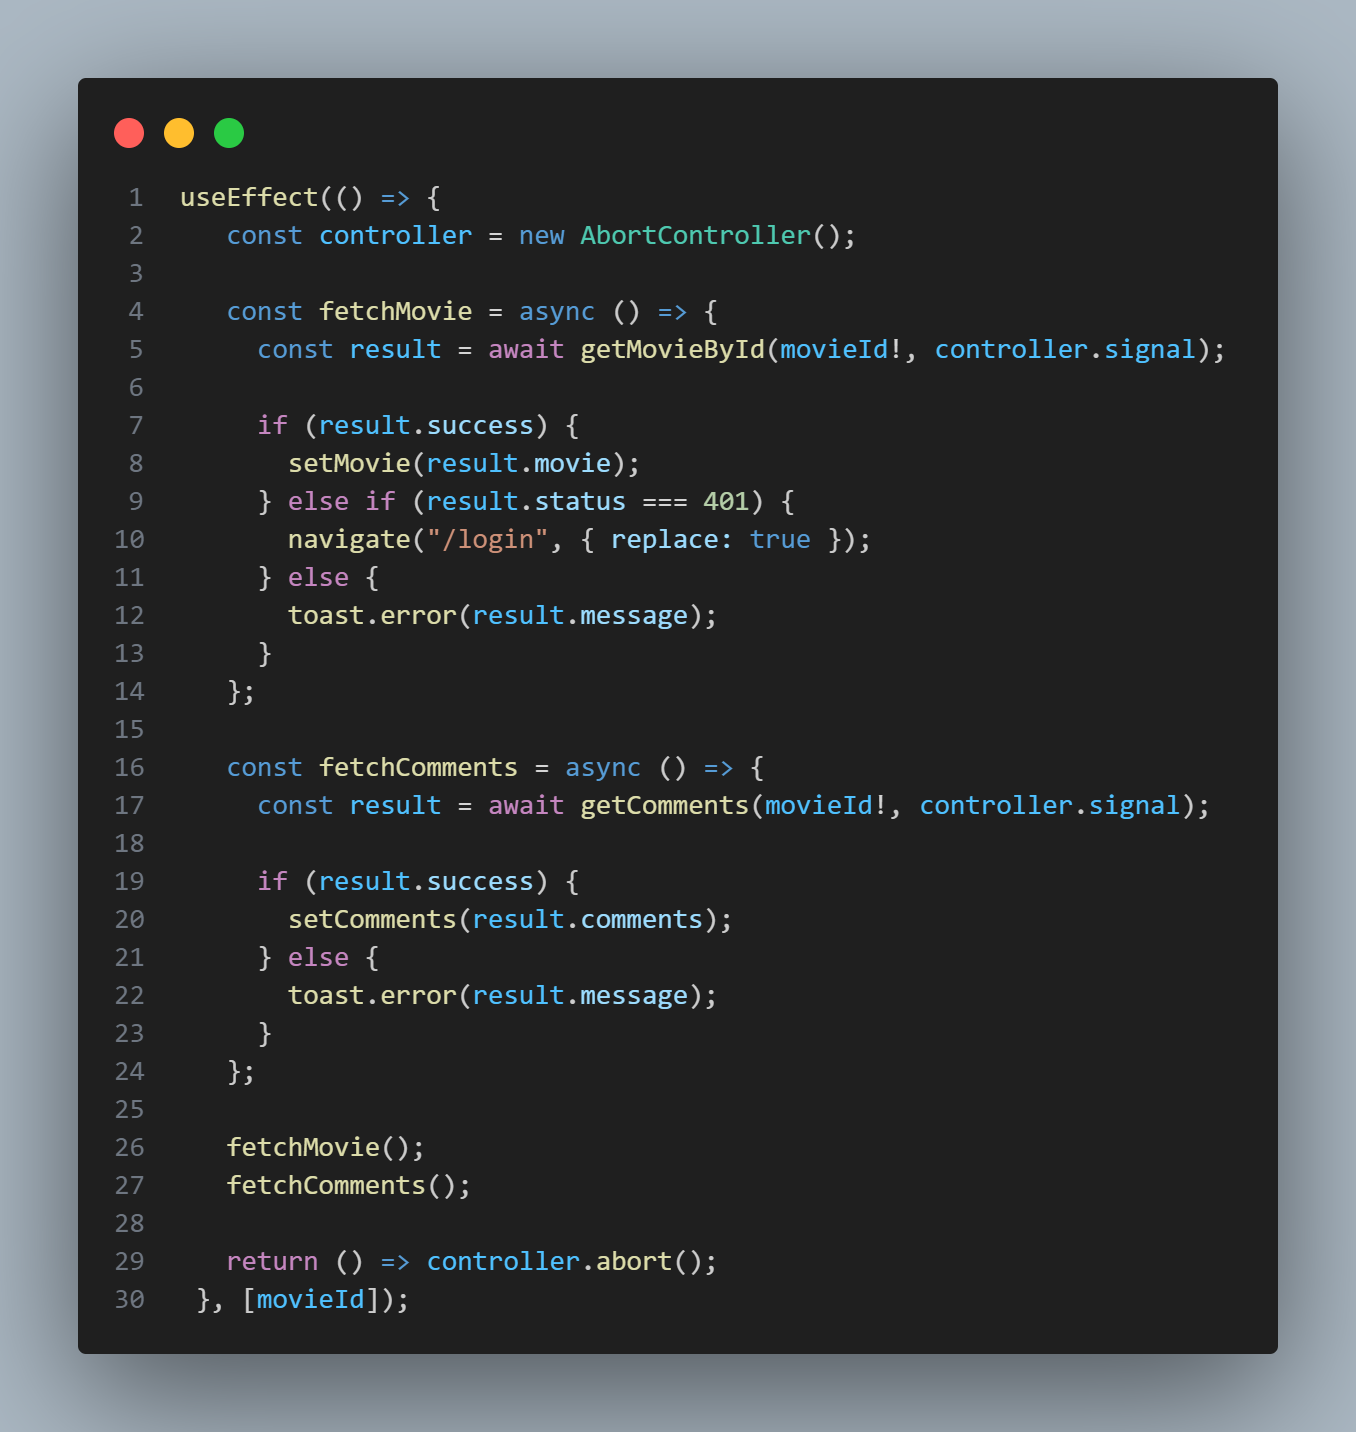 1 useEffect(() => {
2    const controller = new AbortController();
3
4    const fetchMovie = async () => {
5      const result = await getMovieById(movieId!, controller.signal);
6
7      if (result.success) {
8        setMovie(result.movie);
9      } else if (result.status === 401) {
10        navigate("/login", { replace: true });
11      } else {
12        toast.error(result.message);
13      }
14    };
15
16    const fetchComments = async () => {
17      const result = await getComments(movieId!, controller.signal);
18
19      if (result.success) {
20        setComments(result.comments);
21      } else {
22        toast.error(result.message);
23      }
24    };
25
26    fetchMovie();
27    fetchComments();
28
29    return () => controller.abort();
30  }, [movieId]);